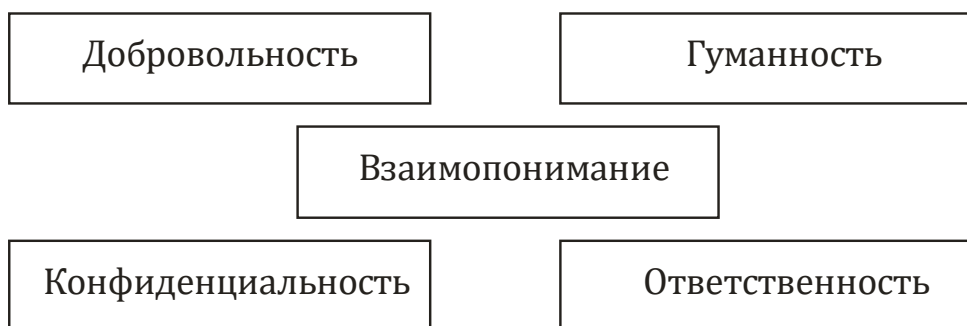 Добровольность
Гуманность
Взаимопонимание
Конфиденциальность
Ответственность